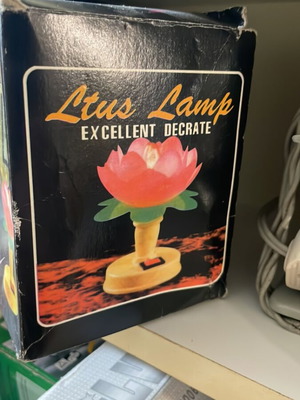 Ltus Lamp
EXCELLENT DECRATE